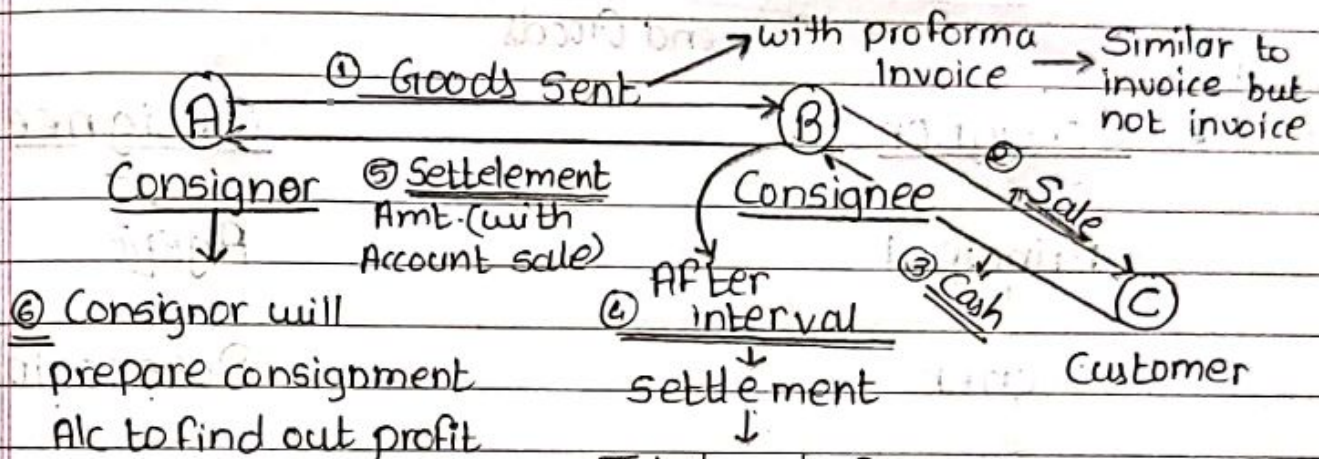 with proforma
Invoice
→ Similar to
invoice but
not invoice
① Goods Sent
A
B
Consignor
⑤ Settelement
Amt. (with
Account sale)
Consignee
② Sale
③ Cash
C
Customer
After
④ interval
↓
settlement
↓
⑥ Consignor will
prepare consignment
A/c to find out profit